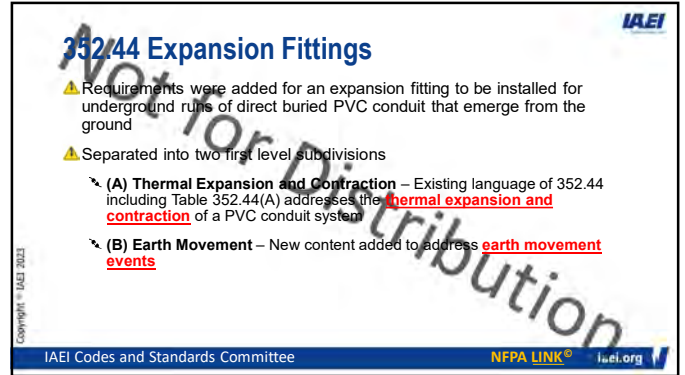 IAEI
352.44 Expansion Fittings
Requirements were added for an expansion fitting to be installed for
underground runs of direct buried PVC conduit that emerge from the
ground
Separated into two first level subdivisions
(A) Thermal Expansion and Contraction – Existing language of 352.44
including Table 352.44(A) addresses the thermal expansion and
contraction of a PVC conduit system
(B) Earth Movement – New content added to address earth movement
events
Not for Distribution
Copyright © IAEI 2023
IAEI Codes and Standards Committee
NFPA LINK©
iaei.org